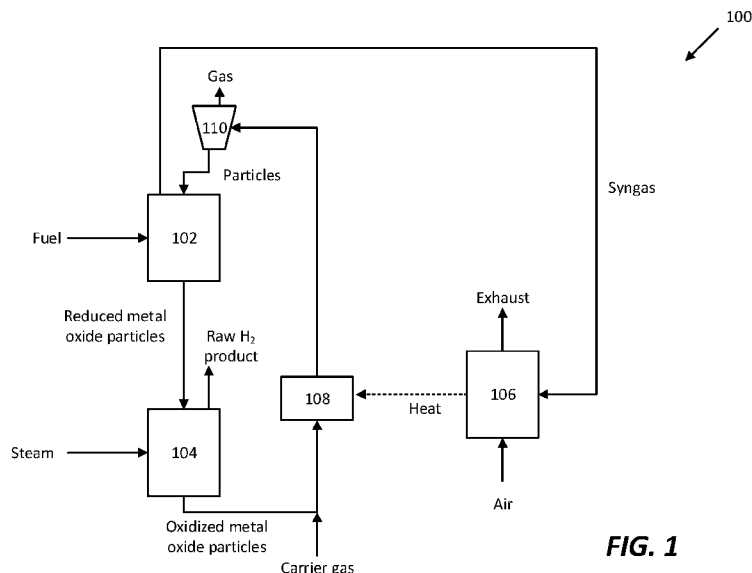 100
Gas
110
Particles
Syngas
Fuel
102
Reduced metal
oxide particles
Raw H₂
product
Exhaust
108
Heat
106
Steam
104
Air
Oxidized metal
oxide particles
Carrier gas
FIG. 1